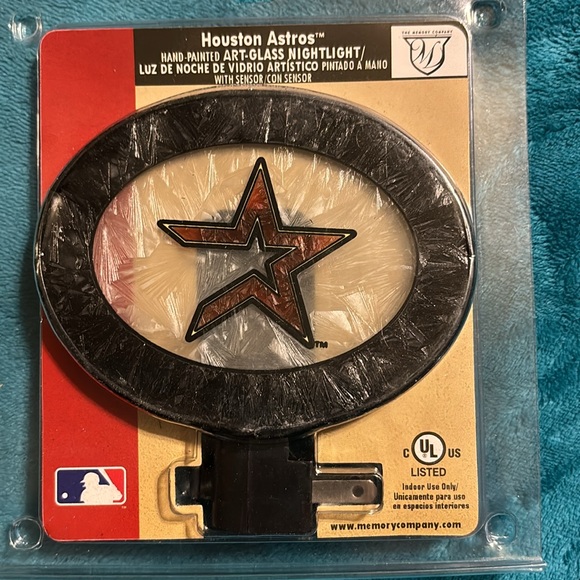 Houston Astros™
HAND-PAINTED ART-GLASS NIGHTLIGHT/
LUZ DE NOCHE DE VIDRIO ARTÍSTICO PINTADO A MANO
WITH SENSOR/CON SENSOR
THE MEMORY COMPANY
M
TM
C UL US
LISTED
Indoor Use Only/
Unicamente para uso
en espacios interiores
www.memorycompany.com